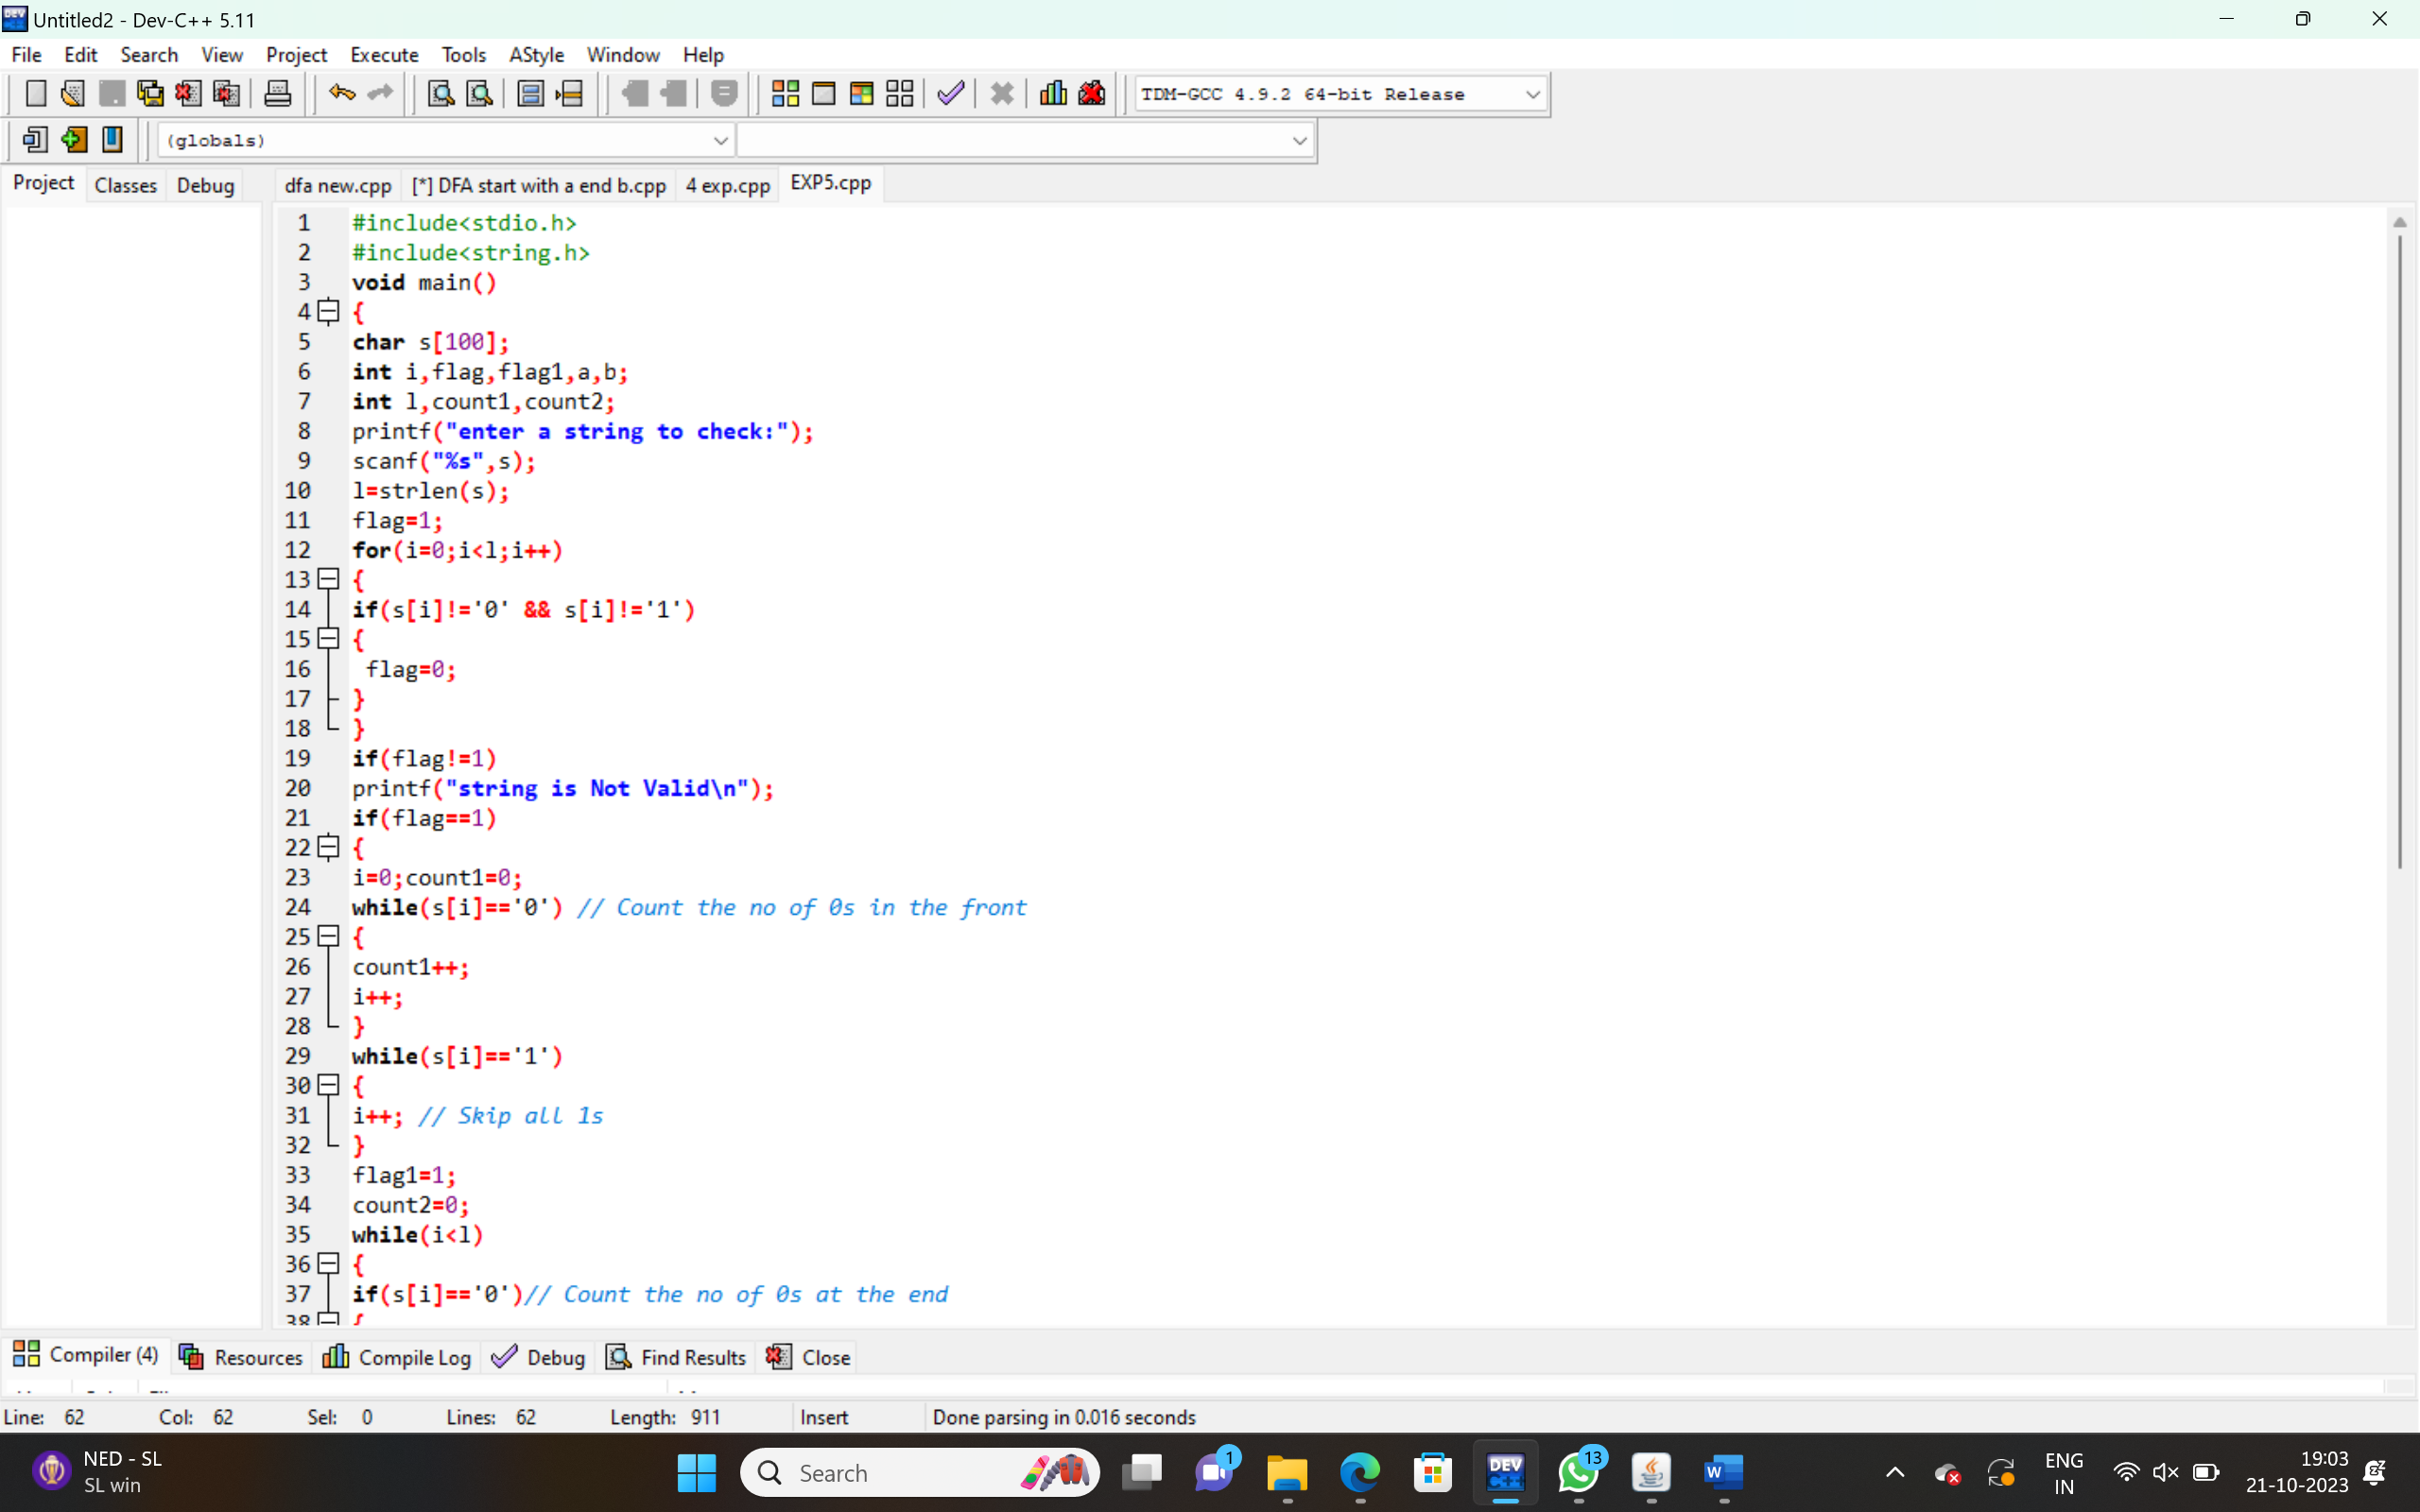 Untitled2 - Dev-C++ 5.11
File Edit Search View Project Execute Tools AStyle Window Help
TDM-GCC 4.9.2 64-bit Release
(globals)
Project Classes Debug dfa new.cpp [*] DFA start with a end b.cpp 4 exp.cpp EXP5.cpp
1 #include<stdio.h>
2 #include<string.h>
3 void main()
4 {
5 char s[100];
6 int i,flag,flag1,a,b;
7 int l,count1,count2;
8 printf("enter a string to check:");
9 scanf("%s",s);
10 l=strlen(s);
11 flag=1;
12 for(i=0;i<l;i++)
13 {
14 if(s[i]!='0' && s[i]!='1')
15 {
16 flag=0;
17 }
18 }
19 if(flag!=1)
20 printf("string is Not Valid\n");
21 if(flag==1)
22 {
23 i=0;count1=0;
24 while(s[i]=='0') // Count the no of 0s in the front
25 {
26 count1++;
27 i++;
28 }
29 while(s[i]=='1')
30 {
31 i++; // Skip all 1s
32 }
33 flag1=1;
34 count2=0;
35 while(i<l)
36 {
37 if(s[i]=='0')// Count the no of 0s at the end
38 {
Compiler (4) Resources Compile Log Debug Find Results Close
Line: 62 Col: 62 Sel: 0 Lines: 62 Length: 911 Insert Done parsing in 0.016 seconds
NED - SL
SL win
Search
DEV
C++
1
13
W
ENG
IN
19:03
21-10-2023